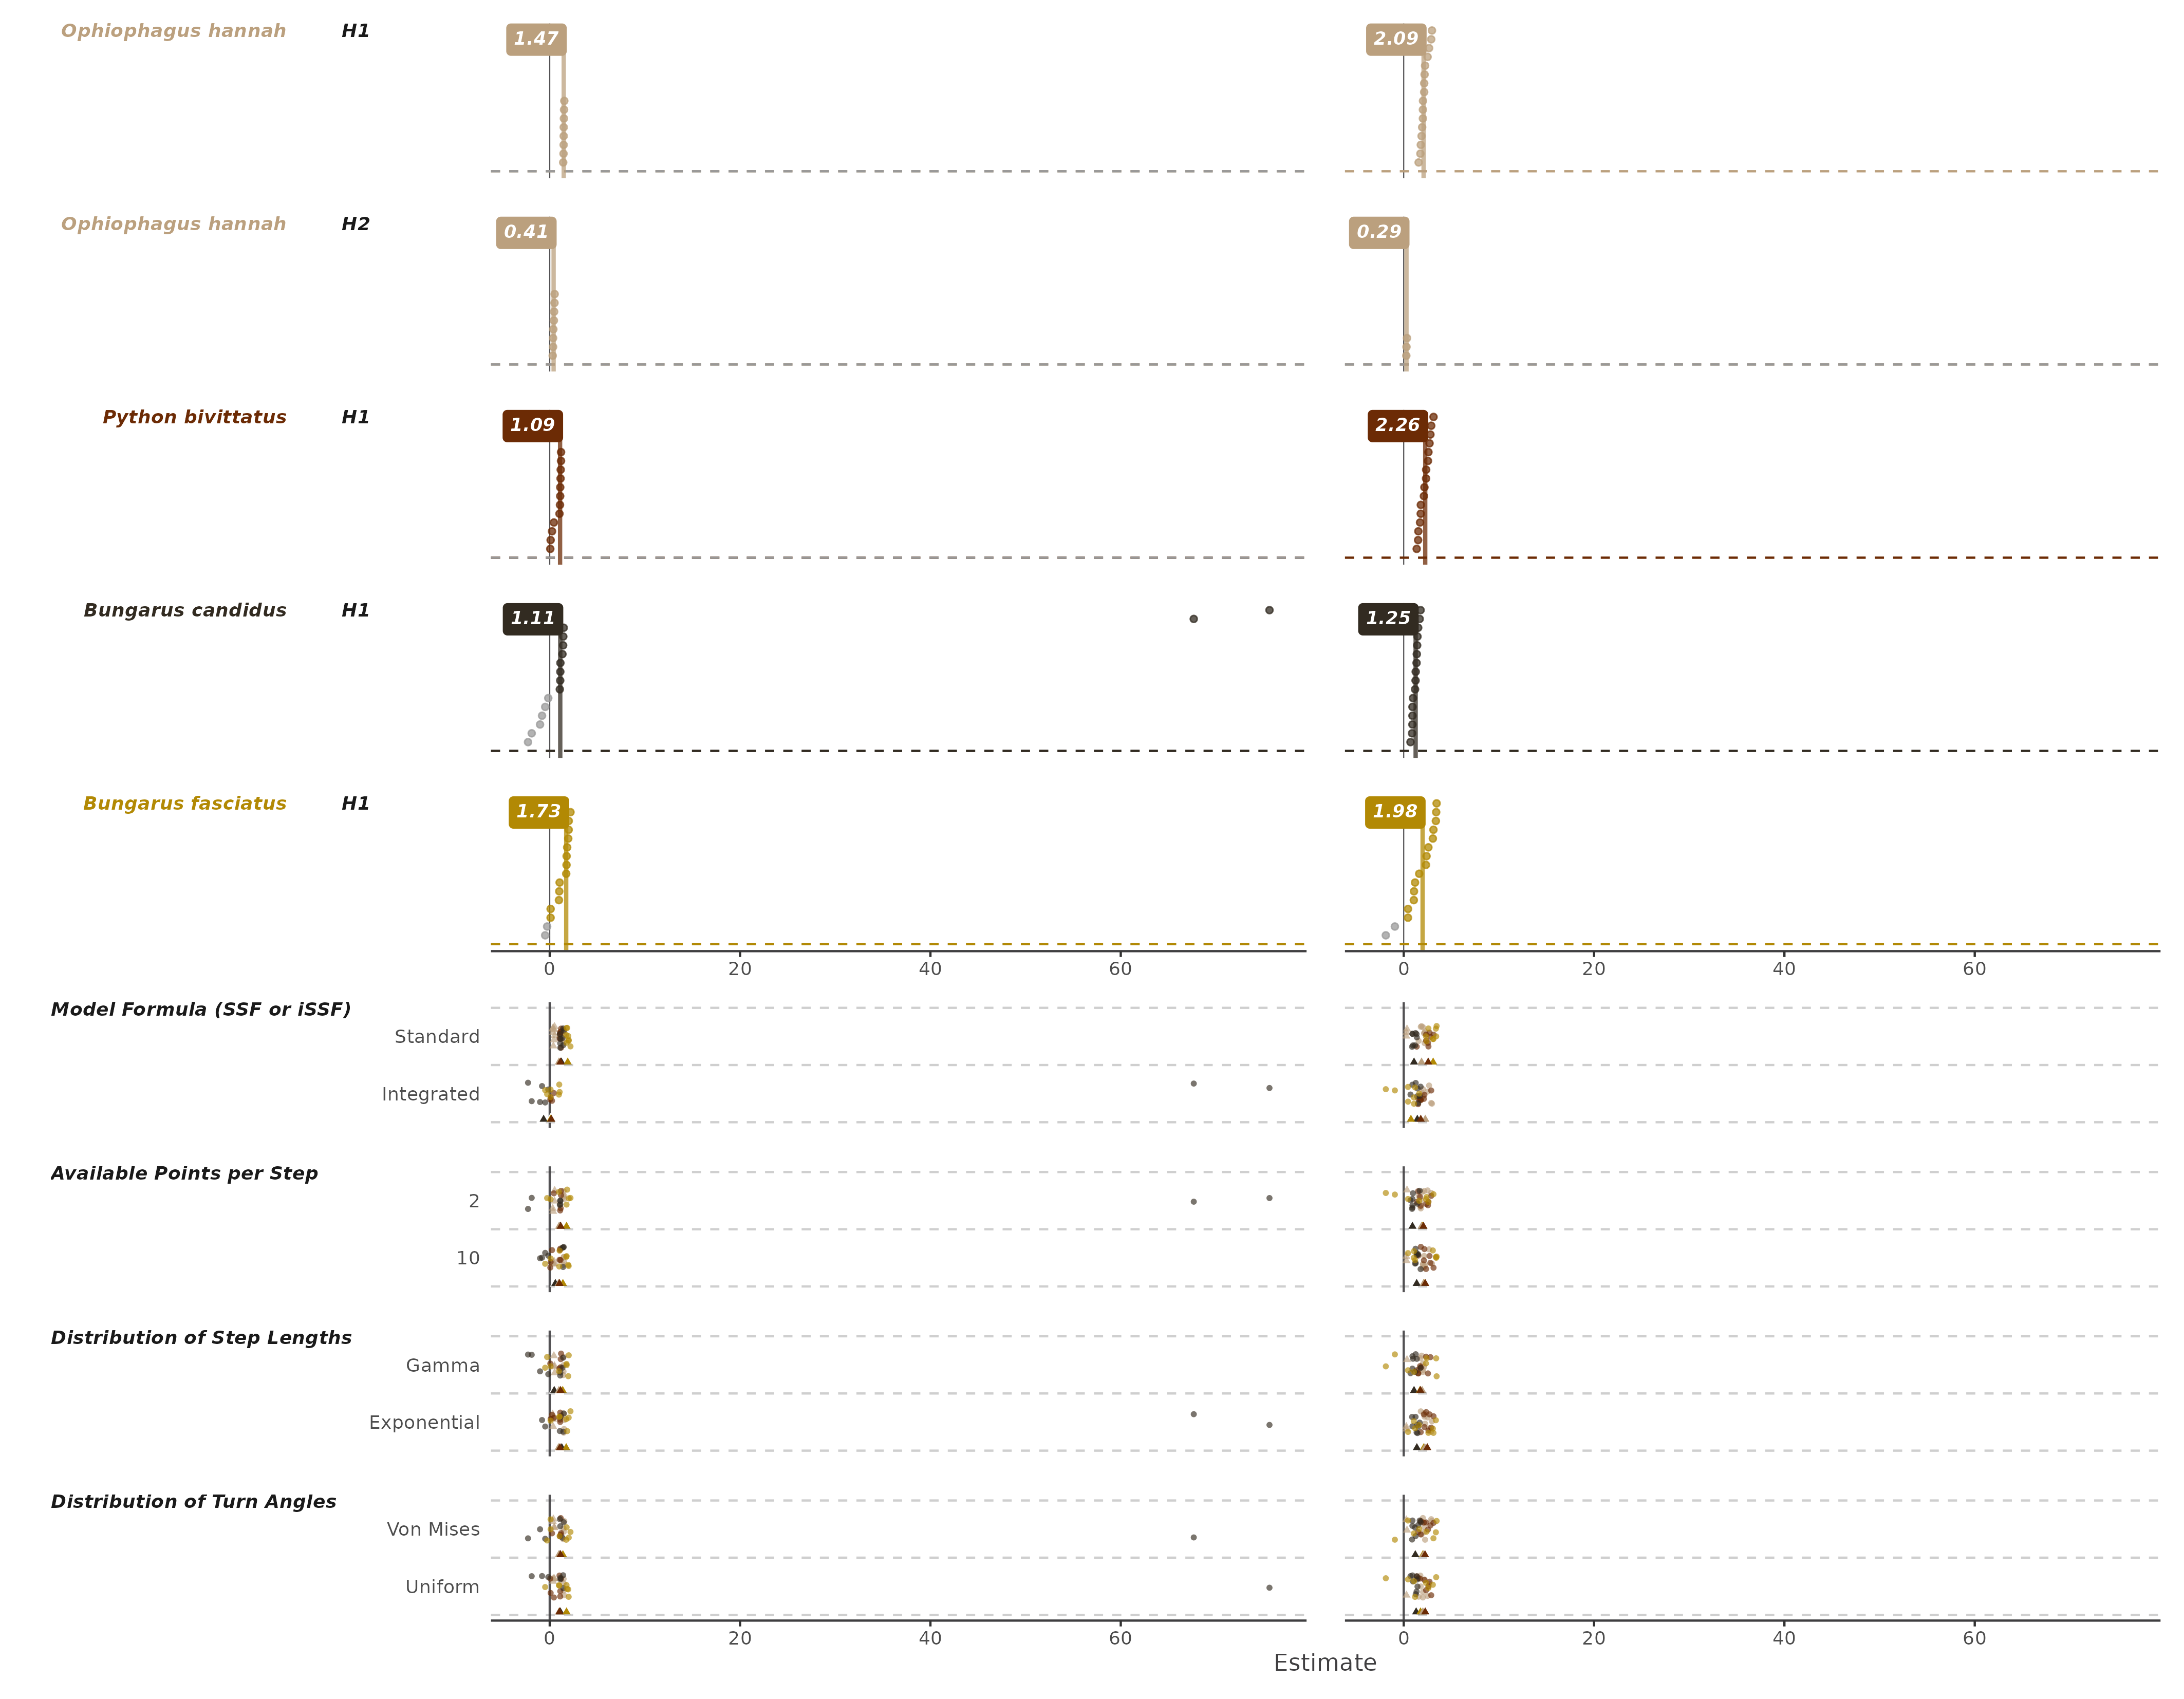 Ophiophagus hannah H1 1.47 2.09
Ophiophagus hannah H2 0.41 0.29
Python bivittatus H1 1.09 2.26
Bungarus candidus H1 1.11 1.25
Bungarus fasciatus H1 1.73 1.98
0 20 40 60 0 20 40 60
Model Formula (SSF or iSSF)
Standard
Integrated
Available Points per Step
2
10
Distribution of Step Lengths
Gamma
Exponential
Distribution of Turn Angles
Von Mises
Uniform
0 20 40 60 0 20 40 60
Estimate